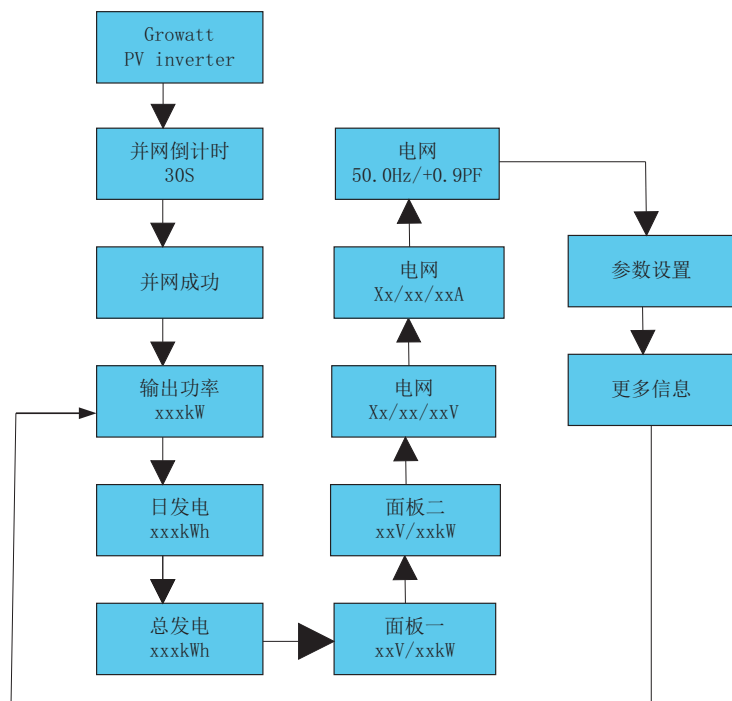 Growatt
PV inverter
并网倒计时
30S
并网成功
输出功率
xxxkW
日发电
xxxkWh
总发电
xxxkWh
面板一
xxV/xxkW
面板二
xxV/xxkW
电网
Xx/xx/xxV
电网
Xx/xx/xxA
电网
50.0Hz/+0.9PF
参数设置
更多信息